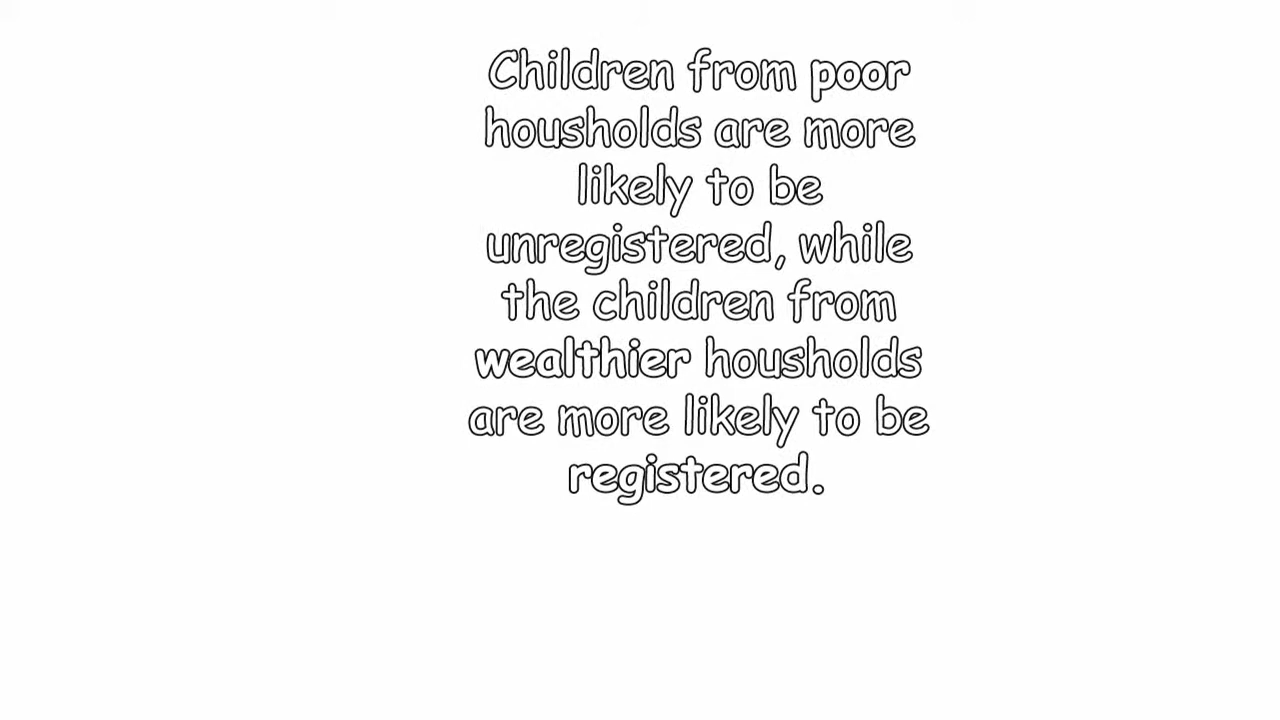 Children from poor
housholds are more
likely to be
unregistered, while
the children from
wealthier housholds
are more likely to be
registered.